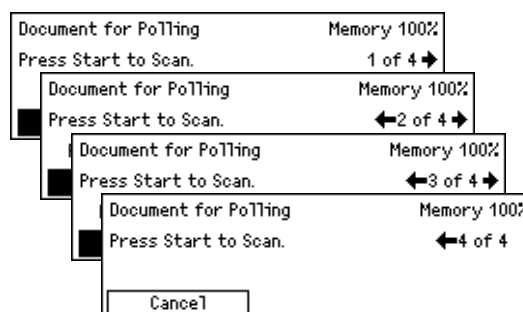 Document for Polling Memory 100%
Press Start to Scan. 1 of 4
Document for Polling Memory 100%
Press Start to Scan. 2 of 4
Document for Polling Memory 100%
Press Start to Scan. 3 of 4
Document for Polling Memory 100%
Press Start to Scan. 4 of 4
Cancel